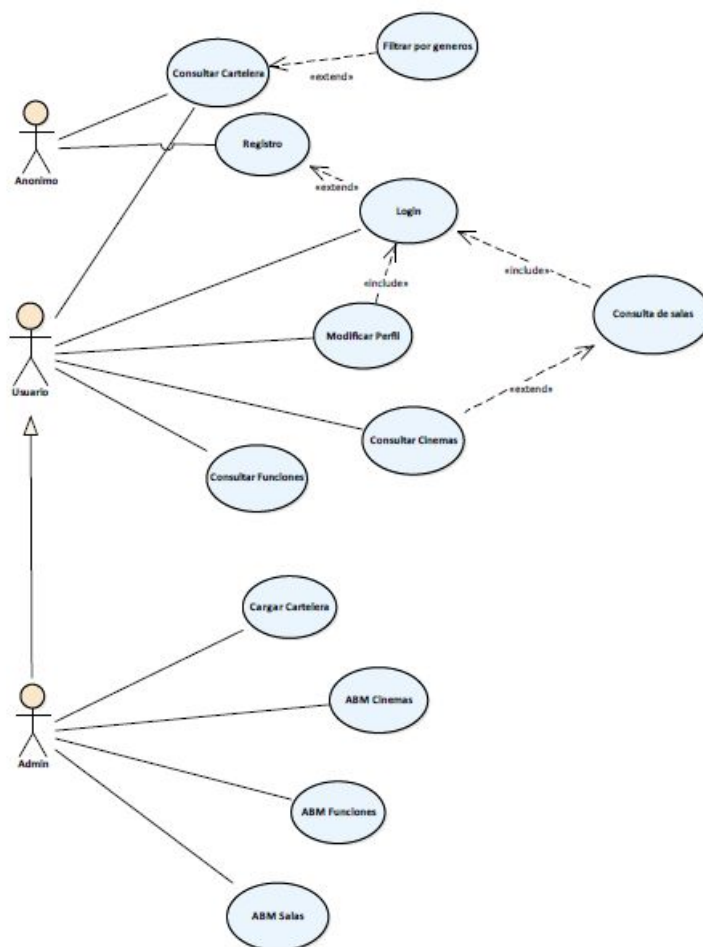 Filtrar por generos
Consultar Cartelera
«extend»
Anonimo
Registro
«extend»
Login
«include»
«include»
Consulta de salas
Modificar Perfil
Usuario
«extend»
Consultar Cinemas
Consultar Funciones
Cargar Cartelera
ABM Cinemas
Admin
ABM Funciones
ABM Salas